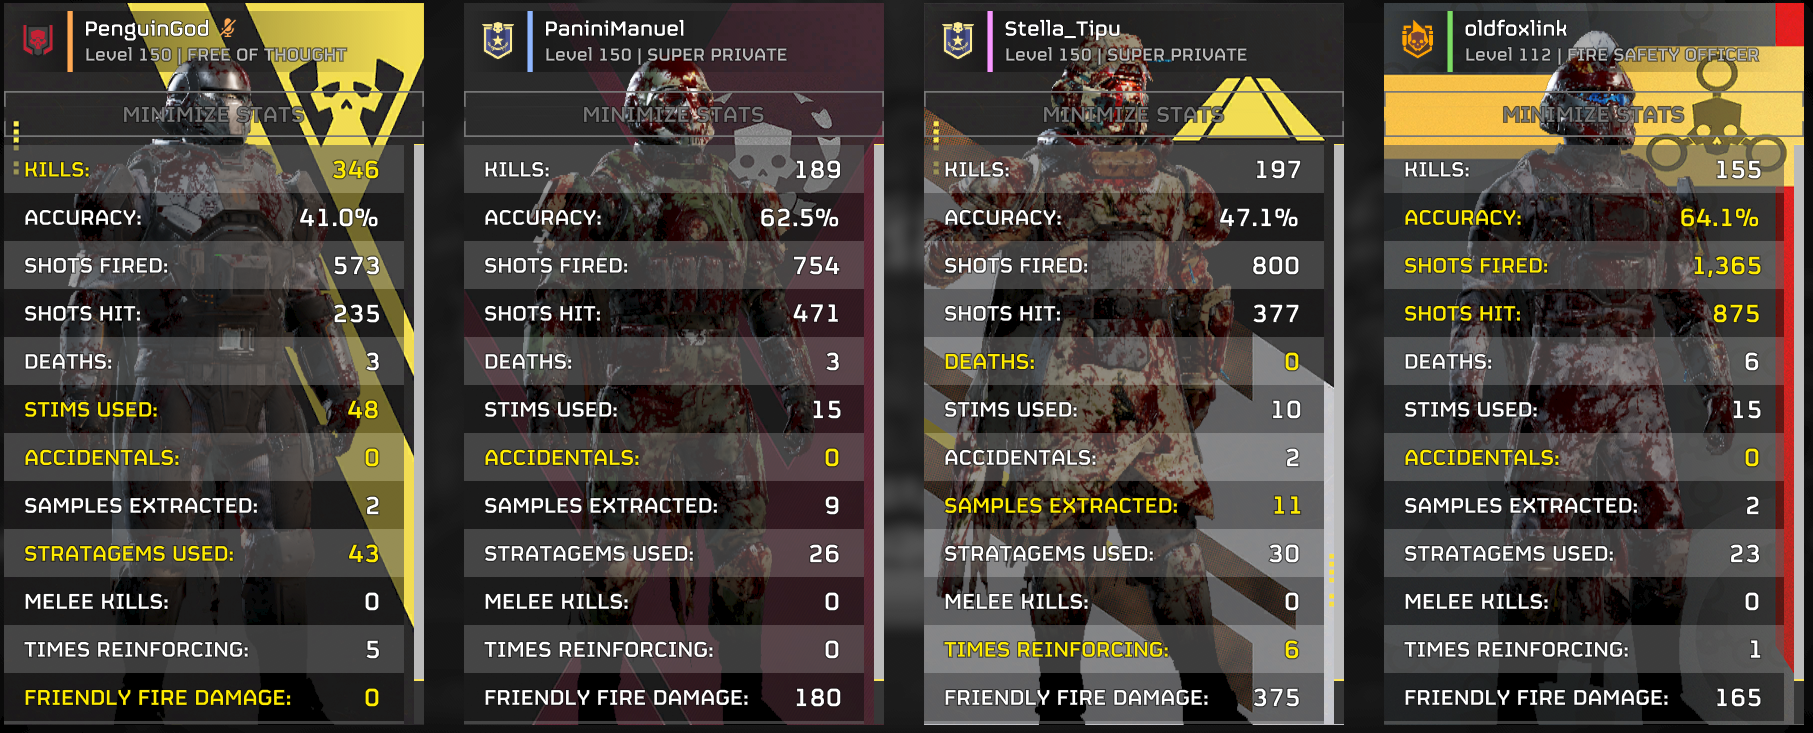 PenguinGod
Level 150 | FREE OF THOUGHT
MINIMIZE STATS
KILLS: 346
ACCURACY: 41.0%
SHOTS FIRED: 573
SHOTS HIT: 235
DEATHS: 3
STIMS USED: 48
ACCIDENTALS: 0
SAMPLES EXTRACTED: 2
STRATAGEMS USED: 43
MELEE KILLS: 0
TIMES REINFORCING: 5
FRIENDLY FIRE DAMAGE: 0
PaniniManuel
Level 150 | SUPER PRIVATE
MINIMIZE STATS
KILLS: 189
ACCURACY: 62.5%
SHOTS FIRED: 754
SHOTS HIT: 471
DEATHS: 3
STIMS USED: 15
ACCIDENTALS: 0
SAMPLES EXTRACTED: 9
STRATAGEMS USED: 26
MELEE KILLS: 0
TIMES REINFORCING: 0
FRIENDLY FIRE DAMAGE: 180
Stella_Tipu
Level 150 | SUPER PRIVATE
MINIMIZE STATS
KILLS: 197
ACCURACY: 47.1%
SHOTS FIRED: 800
SHOTS HIT: 377
DEATHS: 0
STIMS USED: 10
ACCIDENTALS: 2
SAMPLES EXTRACTED: 11
STRATAGEMS USED: 30
MELEE KILLS: 0
TIMES REINFORCING: 6
FRIENDLY FIRE DAMAGE: 375
oldfoxlink
Level 112 | FIRE SAFETY OFFICER
MINIMIZE STATS
KILLS: 155
ACCURACY: 64.1%
SHOTS FIRED: 1,365
SHOTS HIT: 875
DEATHS: 6
STIMS USED: 15
ACCIDENTALS: 0
SAMPLES EXTRACTED: 2
STRATAGEMS USED: 23
MELEE KILLS: 0
TIMES REINFORCING: 1
FRIENDLY FIRE DAMAGE: 165